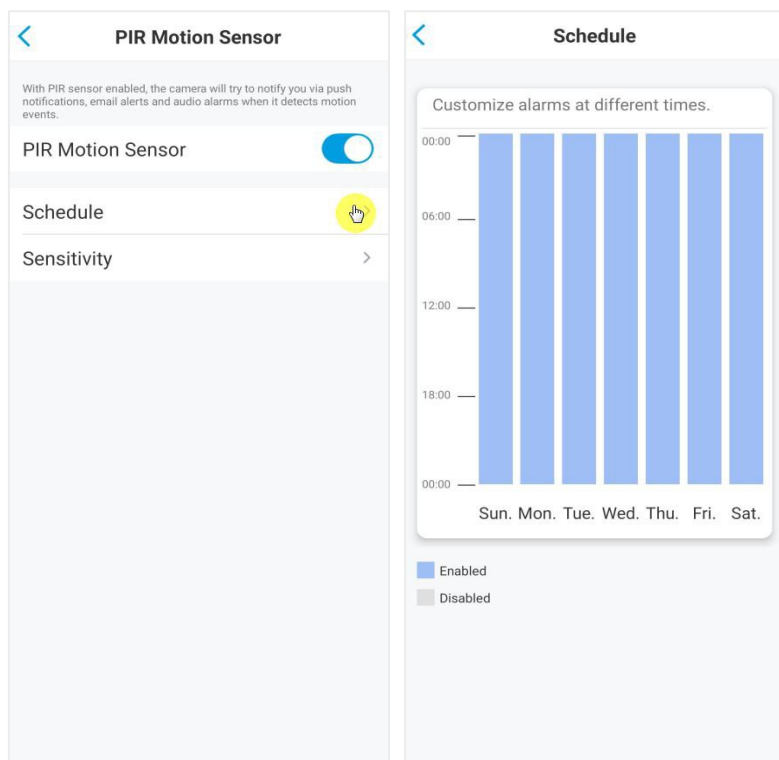 PIR Motion Sensor
With PIR sensor enabled, the camera will try to notify you via push
notifications, email alerts and audio alarms when it detects motion
events.
PIR Motion Sensor
Schedule
Sensitivity
Schedule
Customize alarms at different times.
00:00
06:00
12:00
18:00
00:00
Sun. Mon. Tue. Wed. Thu. Fri. Sat.
Enabled
Disabled